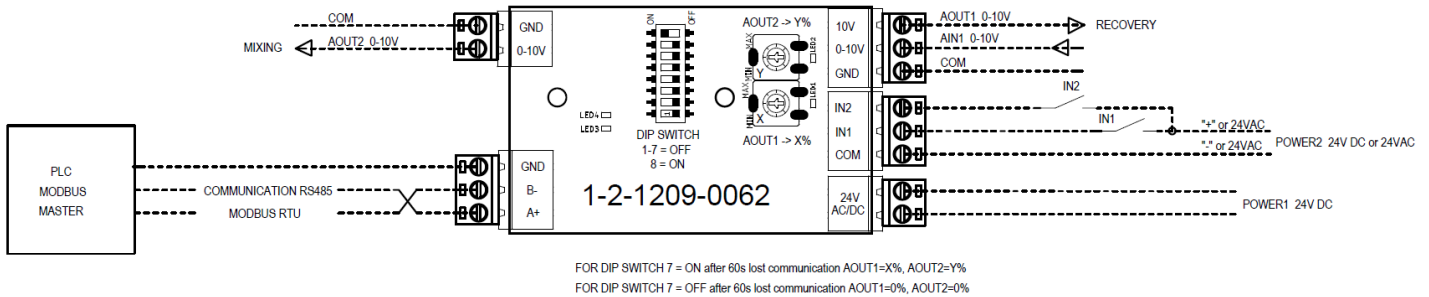 COM
MIXING
AOUT2 0-10V
GND
0-10V
ON
OFF
AOUT2 -> Y%
MAX
MIN
Y
LED2
MAX
MIN
X
LED1
AOUT1 -> X%
LED4
LED3
DIP SWITCH
1-7 = OFF
8 = ON
1-2-1209-0062
10V
0-10V
GND
AOUT1 0-10V
RECOVERY
AIN1 0-10V
COM
IN2
IN1
COM
IN2
IN1
"+" or 24VAC
"-" or 24VAC
POWER2 24V DC or 24VAC
24V
AC/DC
POWER1 24V DC
PLC
MODBUS
MASTER
COMMUNICATION RS485
MODBUS RTU
GND
B-
A+
FOR DIP SWITCH 7 = ON after 60s lost communication AOUT1=X%, AOUT2=Y%
FOR DIP SWITCH 7 = OFF after 60s lost communication AOUT1=0%, AOUT2=0%